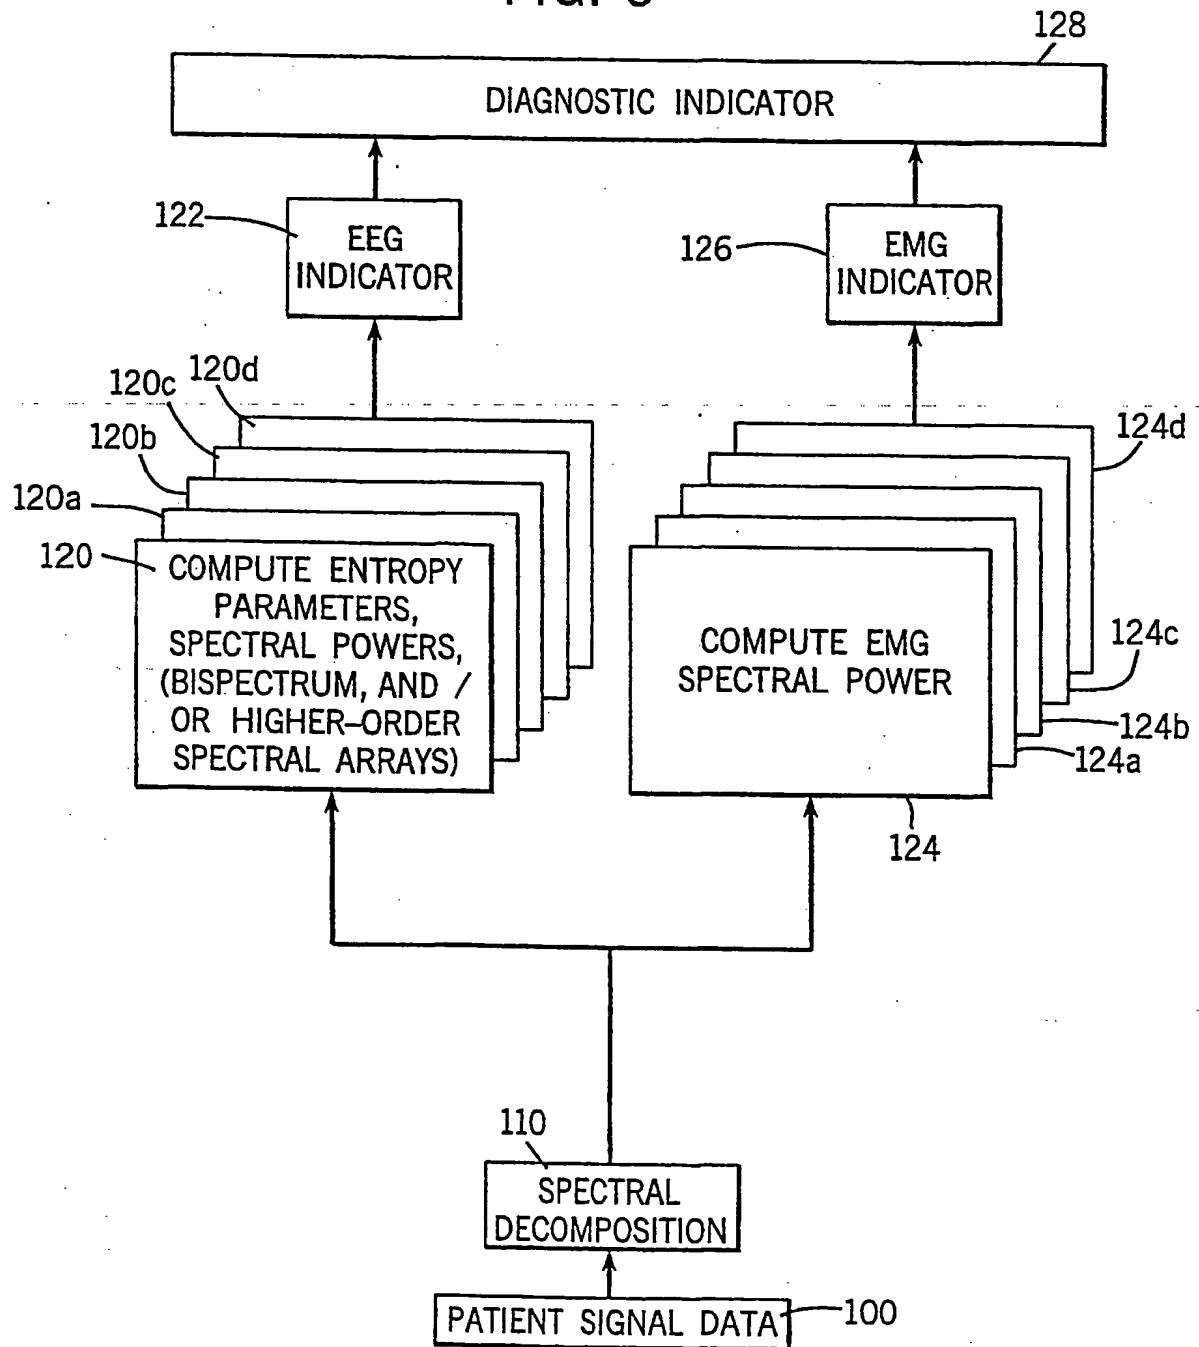 128
DIAGNOSTIC INDICATOR
122
EEG
INDICATOR
126
EMG
INDICATOR
120d
120c
120b
120a
120
COMPUTE ENTROPY
PARAMETERS,
SPECTRAL POWERS,
(BISPECTRUM, AND /
OR HIGHER–ORDER
SPECTRAL ARRAYS)
124d
COMPUTE EMG
SPECTRAL POWER
124c
124b
124a
124
110
SPECTRAL
DECOMPOSITION
PATIENT SIGNAL DATA
100